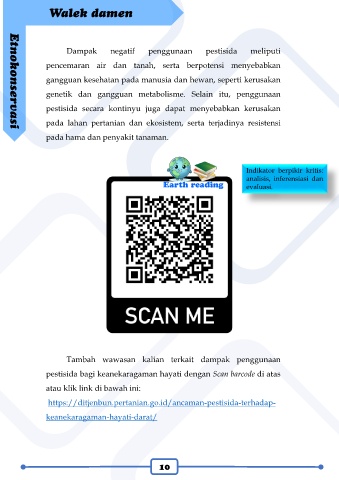 Walek damen
Etnokonservasi
Dampak negatif penggunaan pestisida meliputi
pencemaran air dan tanah, serta berpotensi menyebabkan
gangguan kesehatan pada manusia dan hewan, seperti kerusakan
genetik dan gangguan metabolisme. Selain itu, penggunaan
pestisida secara kontinyu juga dapat menyebabkan kerusakan
pada lahan pertanian dan ekosistem, serta terjadinya resistensi
pada hama dan penyakit tanaman.
Indikator berpikir kritis:
analisis, inferensiasi dan
evaluasi
Earth reading
SCAN ME
Tambah wawasan kalian terkait dampak penggunaan
pestisida bagi keanekaragaman hayati dengan Scan barcode di atas
atau klik link di bawah ini:
https://ditjenbun.pertanian.go.id/ancaman-pestisida-terhadap-
keanekaragaman-hayati-darat/
10